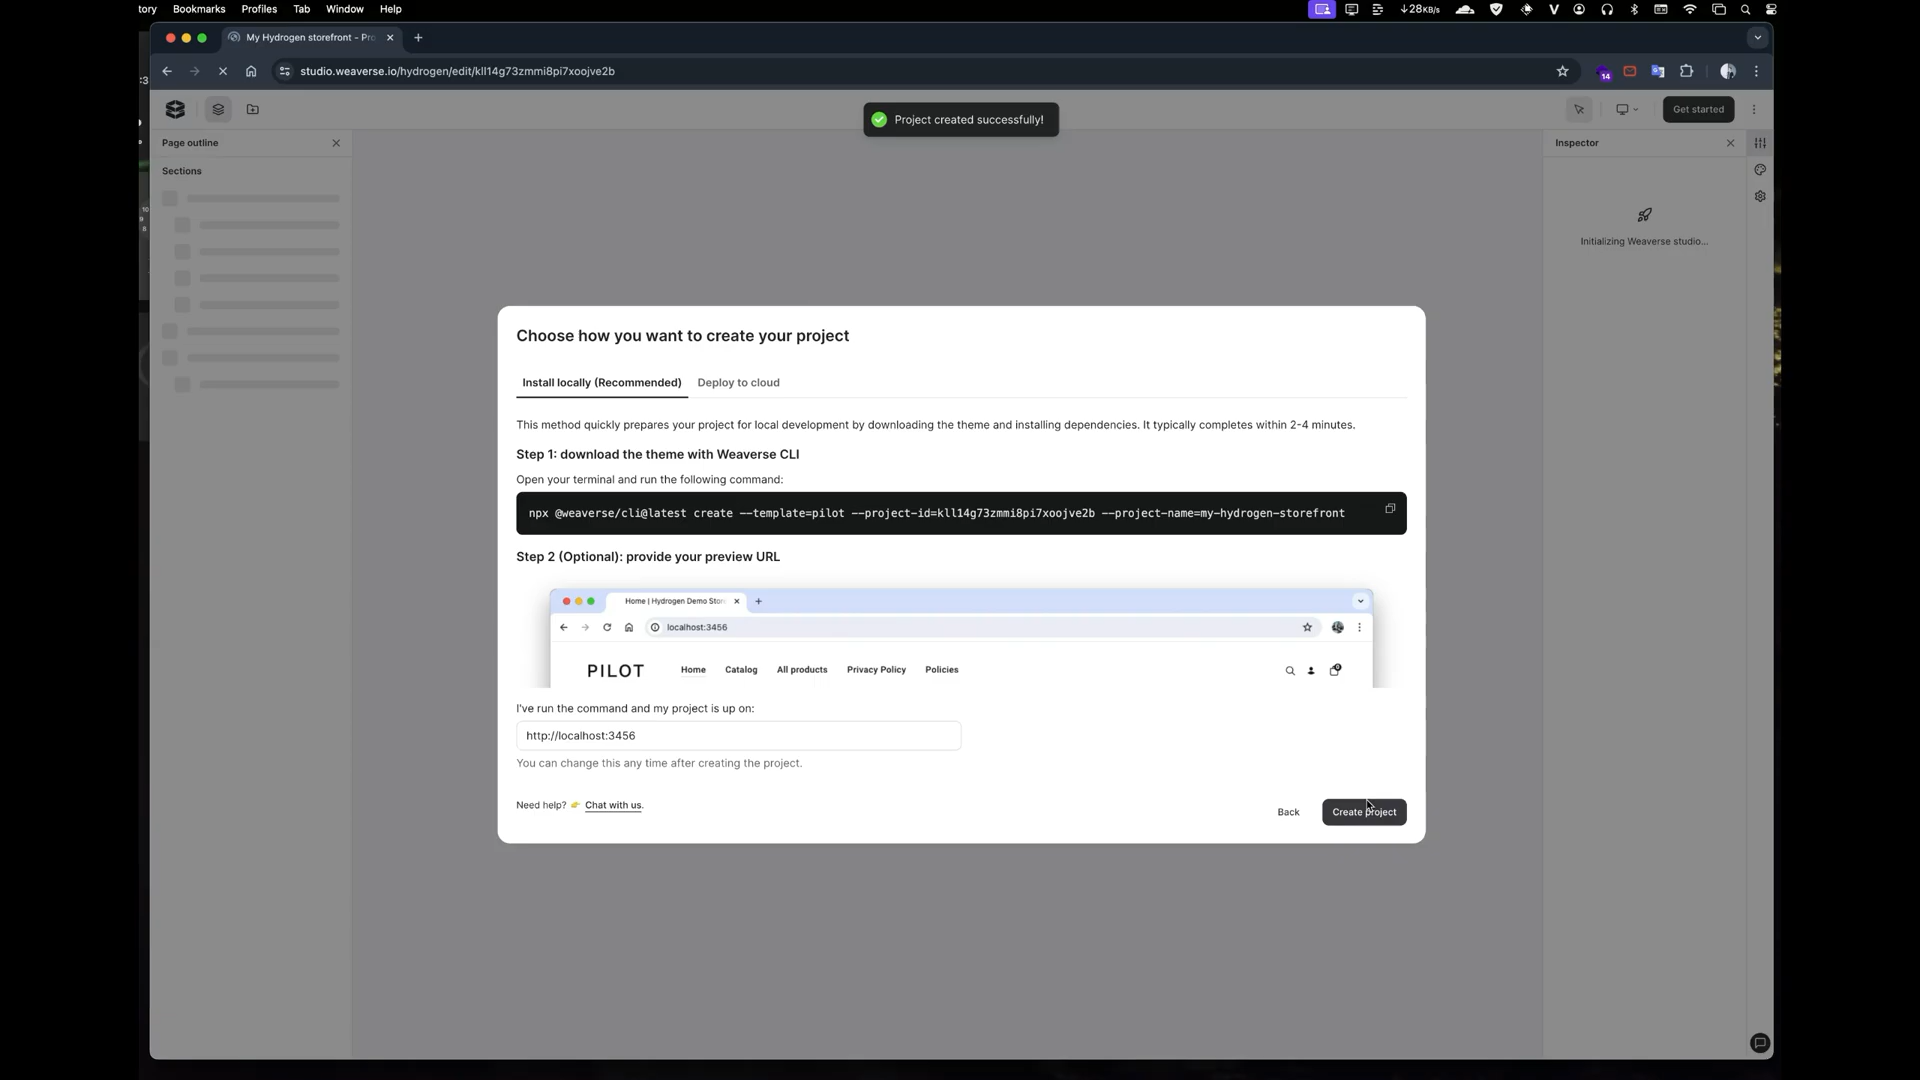 tory Bookmarks Profiles Tab Window Help
↓28KB/s
My Hydrogen storefront - Pro
studio.weaverse.io/hydrogen/edit/kll14g73zmmi8pi7xoojve2b
14
Get started
Project created successfully!
Page outline
Sections
Inspector
Initializing Weaverse studio...
Choose how you want to create your project
Install locally (Recommended) Deploy to cloud
This method quickly prepares your project for local development by downloading the theme and installing dependencies. It typically completes within 2-4 minutes.
Step 1: download the theme with Weaverse CLI
Open your terminal and run the following command:
npx @weaverse/cli@latest create --template=pilot --project-id=kll14g73zmmi8pi7xoojve2b --project-name=my-hydrogen-storefront
Step 2 (Optional): provide your preview URL
Home | Hydrogen Demo Stor
localhost:3456
PILOT Home Catalog All products Privacy Policy Policies
I've run the command and my project is up on:
http://localhost:3456
You can change this any time after creating the project.
Need help? 👉 Chat with us.
Back
Create project